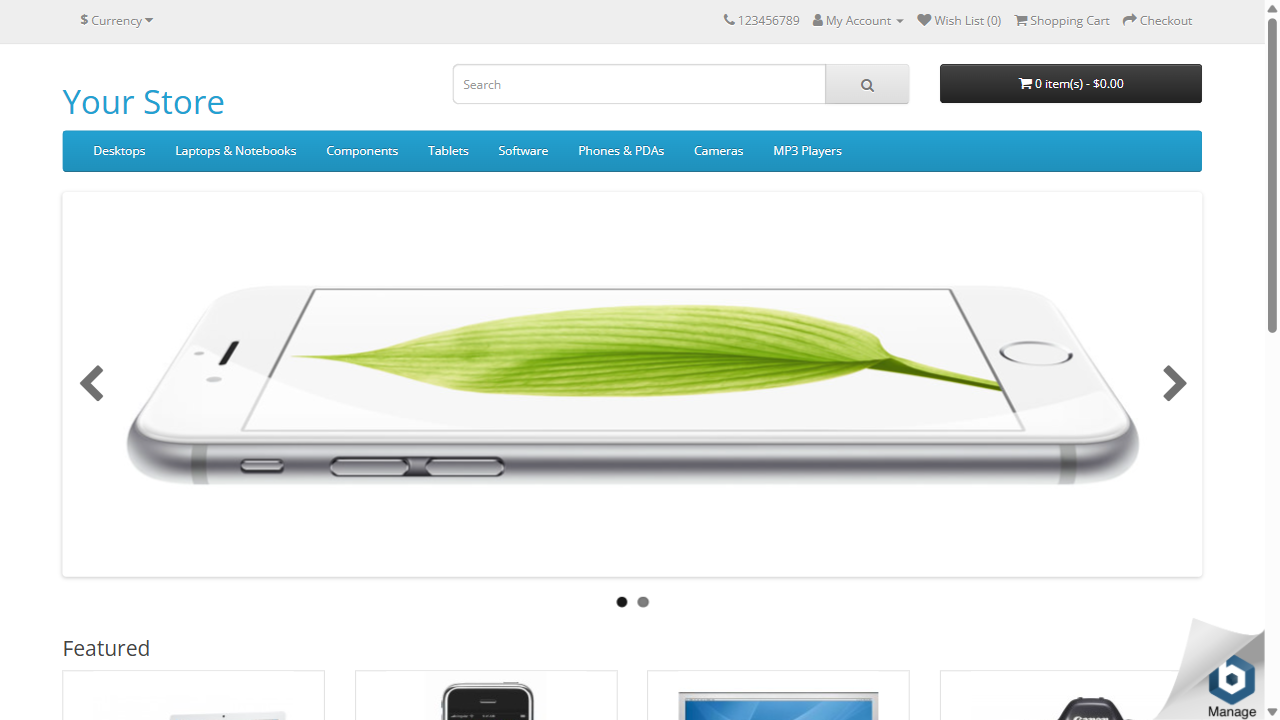 $ Currency
123456789 My Account Wish List (0) Shopping Cart Checkout
Your Store
Search
0 item(s) - $0.00
Desktops Laptops & Notebooks Components Tablets Software Phones & PDAs Cameras MP3 Players
Featured
Canon
Manage